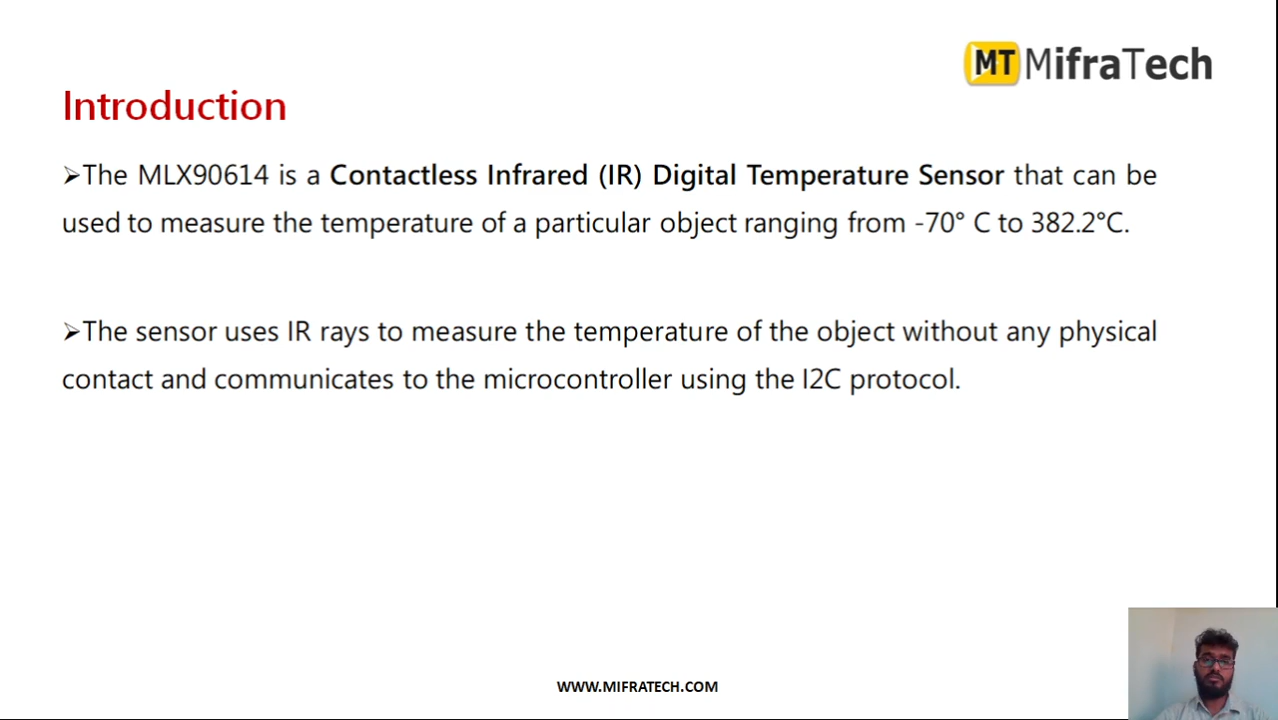 MT MifraTech
Introduction
➢The MLX90614 is a Contactless Infrared (IR) Digital Temperature Sensor that can be
used to measure the temperature of a particular object ranging from -70° C to 382.2°C.
➢The sensor uses IR rays to measure the temperature of the object without any physical
contact and communicates to the microcontroller using the I2C protocol.
WWW.MIFRATECH.COM